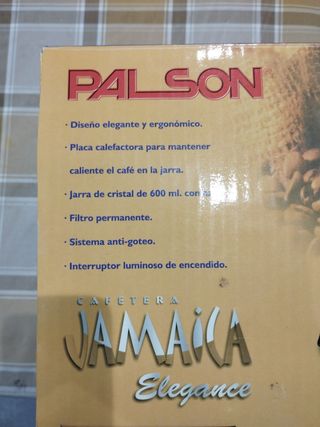 PALSON
· Diseño elegante y ergonómico.
· Placa calefactora para mantener
caliente el café en la jarra.
· Jarra de cristal de 600 ml. con
· Filtro permanente.
· Sistema anti-goteo.
· Interruptor luminoso de encendido.
CAFETERA
JAMAICA
Elegance